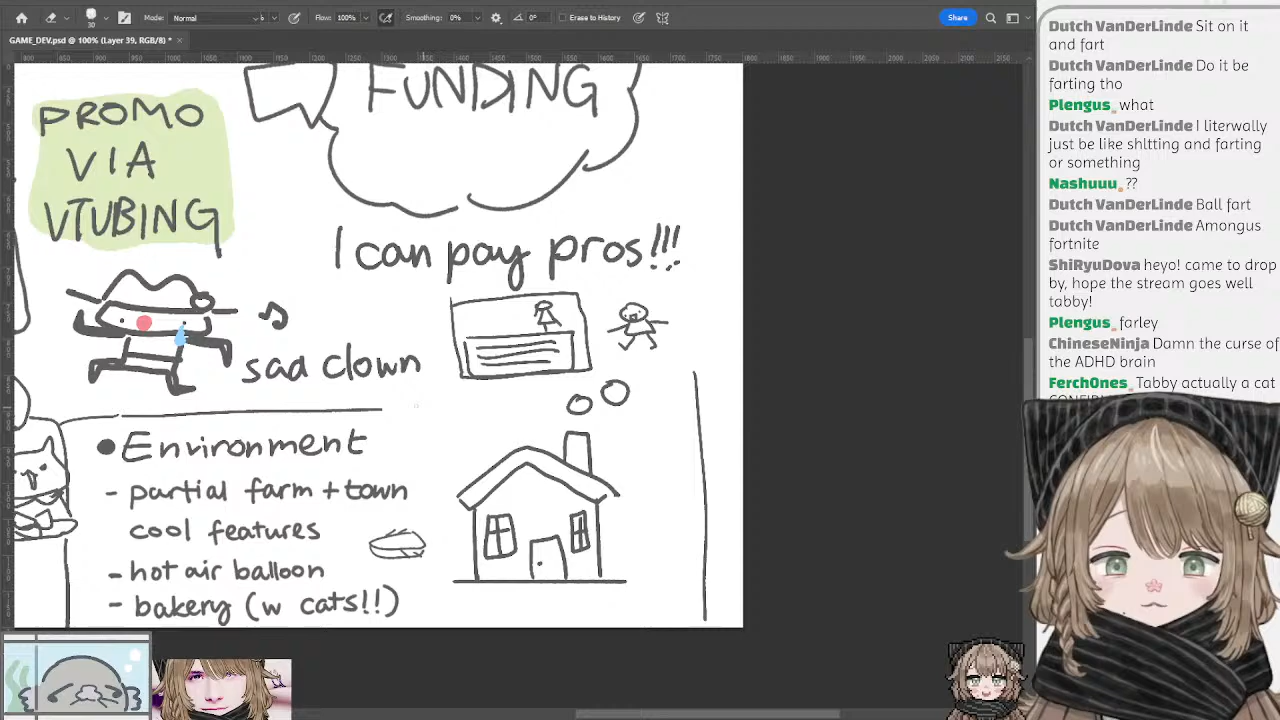 Mode: Normal Flow: 100% Smoothing: 0% 0° Erase to History Share
30
GAME_DEV.psd @ 100% (Layer 39, RGB/8) *
FUNDING
PROMO
VIA
VTUBING
I can pay pros!!!
sad clown
Environment
- partial farm + town
cool features
- hot air balloon
- bakery (w cats!!)
Dutch VanDerLinde Sit on it
and fart
Dutch VanDerLinde Do it be
farting tho
Plengus_ what
Dutch VanDerLinde I literwally
just be like shltting and farting
or something
Nashuuu_ ??
Dutch VanDerLinde Ball fart
Dutch VanDerLinde Amongus
fortnite
ShiRyuDova heyo! came to drop
by, hope the stream goes well
tabby!
Plengus_ farley
ChineseNinja Damn the curse of
the ADHD brain
FerchOnes_ Tabby actually a cat